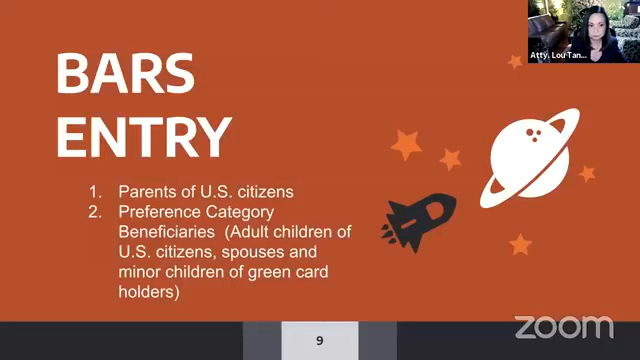 Atty. Lou Tan...
BARS
ENTRY
1. Parents of U.S. citizens
2. Preference Category
Beneficiaries (Adult children of
U.S. citizens, spouses and
minor children of green card
holders)
9
zoom